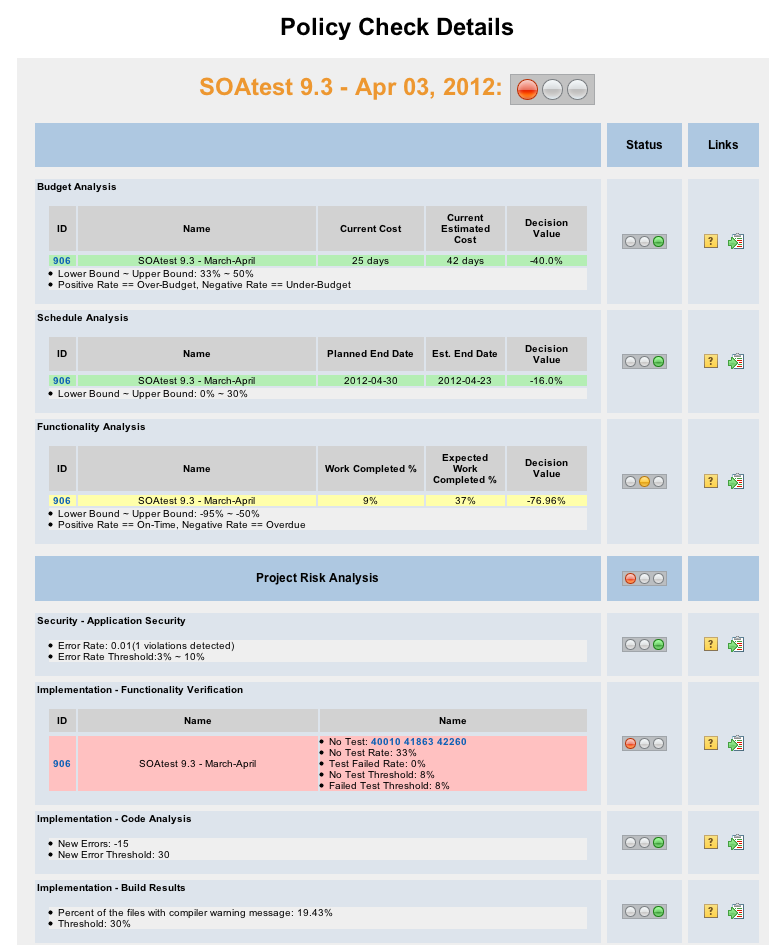 Policy Check Details
SOAtest 9.3 - Apr 03, 2012:
Status
Links
Budget Analysis
ID
Name
Current Cost
Current
Estimated
Cost
Decision
Value
906
SOAtest 9.3 - March-April
25 days
42 days
-40.0%
Lower Bound ~ Upper Bound: 33% ~ 50%
Positive Rate == Over-Budget, Negative Rate == Under-Budget
Schedule Analysis
ID
Name
Planned End Date
Est. End Date
Decision
Value
906
SOAtest 9.3 - March-April
2012-04-30
2012-04-23
-16.0%
Lower Bound ~ Upper Bound: 0% ~ 30%
Functionality Analysis
ID
Name
Work Completed %
Expected
Work
Completed %
Decision
Value
906
SOAtest 9.3 - March-April
9%
37%
-76.96%
Lower Bound ~ Upper Bound: -95% ~ -50%
Positive Rate == On-Time, Negative Rate == Overdue
Project Risk Analysis
Security - Application Security
Error Rate: 0.01(1 violations detected)
Error Rate Threshold:3% ~ 10%
Implementation - Functionality Verification
ID
Name
Name
906
SOAtest 9.3 - March-April
No Test: 40010 41863 42260
No Test Rate: 33%
Test Failed Rate: 0%
No Test Threshold: 8%
Failed Test Threshold: 8%
Implementation - Code Analysis
New Errors: -15
New Error Threshold: 30
Implementation - Build Results
Percent of the files with compiler warning message: 19.43%
Threshold: 30%